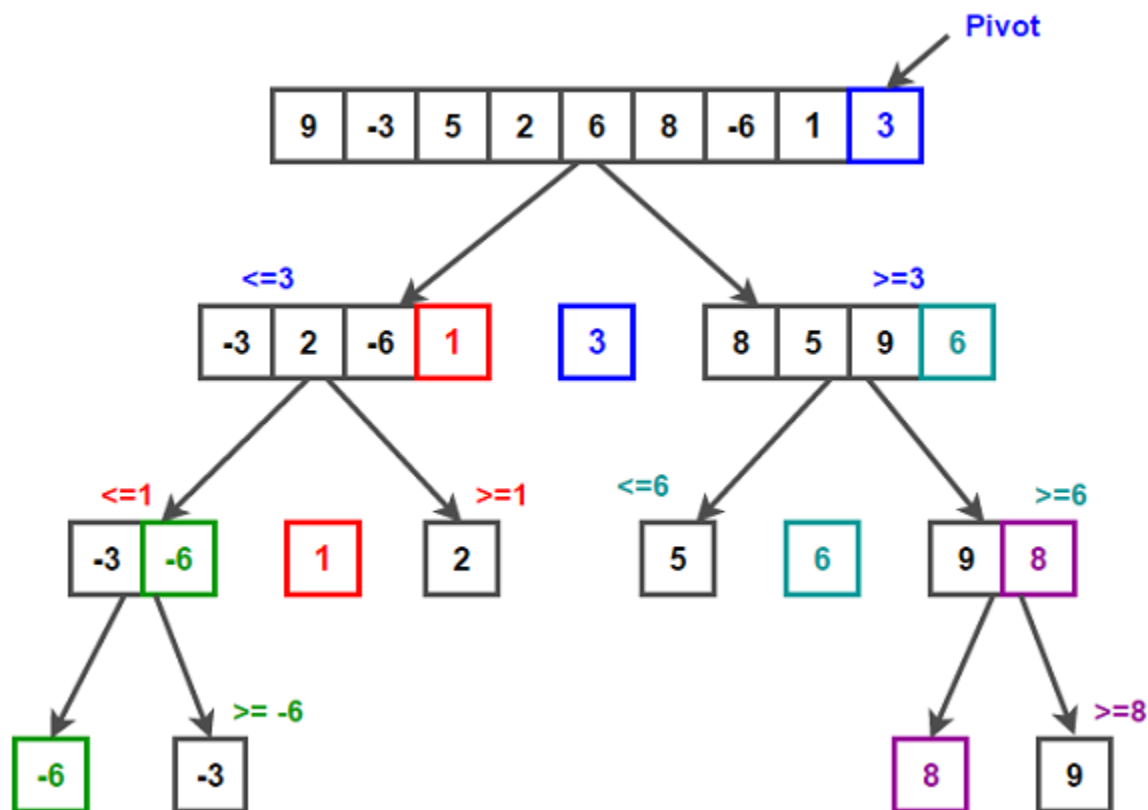 Pivot
9 -3 5 2 6 8 -6 1 3
<=3 >=3
-3 2 -6 1 3 8 5 9 6
<=1 >=1 <=6 >=6
-3 -6 1 2 5 6 9 8
>= -6 >=8
-6 -3 8 9